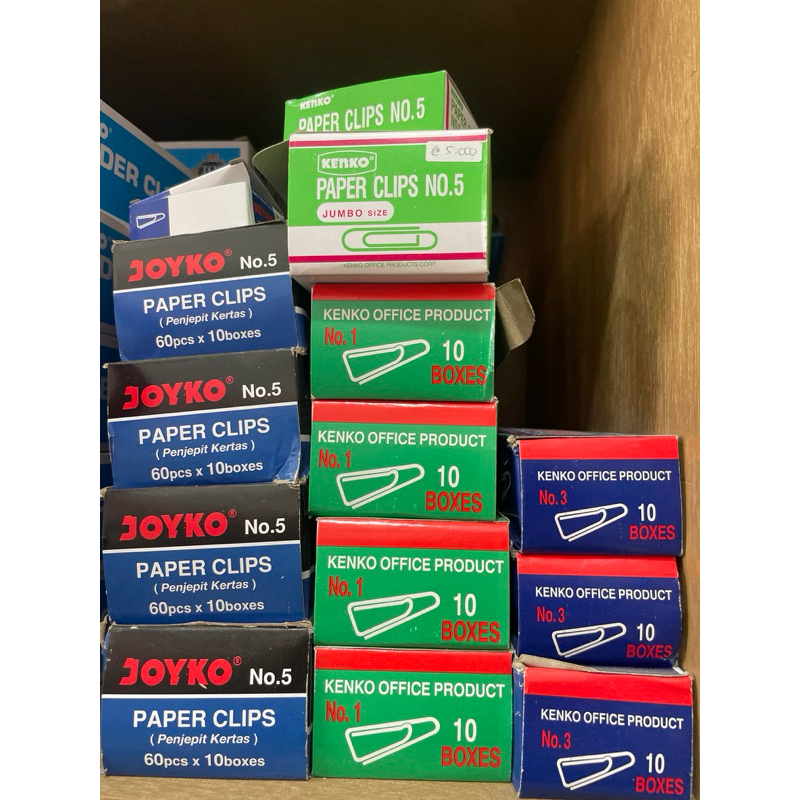 KENKO
PAPER CLIPS NO.5
KENKO
@ 5.000
PAPER CLIPS NO.5
JUMBO SIZE
KENKO OFFICE PRODUCTS CORP.
DER CL
JOYKO® No.5
PAPER CLIPS
( Penjepit Kertas )
60pcs x 10boxes
JOYKO® No.5
PAPER CLIPS
( Penjepit Kertas )
60pcs x 10boxes
JOYKO® No.5
PAPER CLIPS
( Penjepit Kertas )
60pcs x 10boxes
JOYKO® No.5
PAPER CLIPS
( Penjepit Kertas )
60pcs x 10boxes
KENKO OFFICE PRODUCT
No. 1
10
BOXES
KENKO OFFICE PRODUCT
No. 1
10
BOXES
KENKO OFFICE PRODUCT
No. 1
10
BOXES
KENKO OFFICE PRODUCT
No. 1
10
BOXES
KENKO OFFICE PRODUCT
No. 3
10
BOXES
KENKO OFFICE PRODUCT
No. 3
10
BOXES
KENKO OFFICE PRODUCT
No. 3
10
BOXES